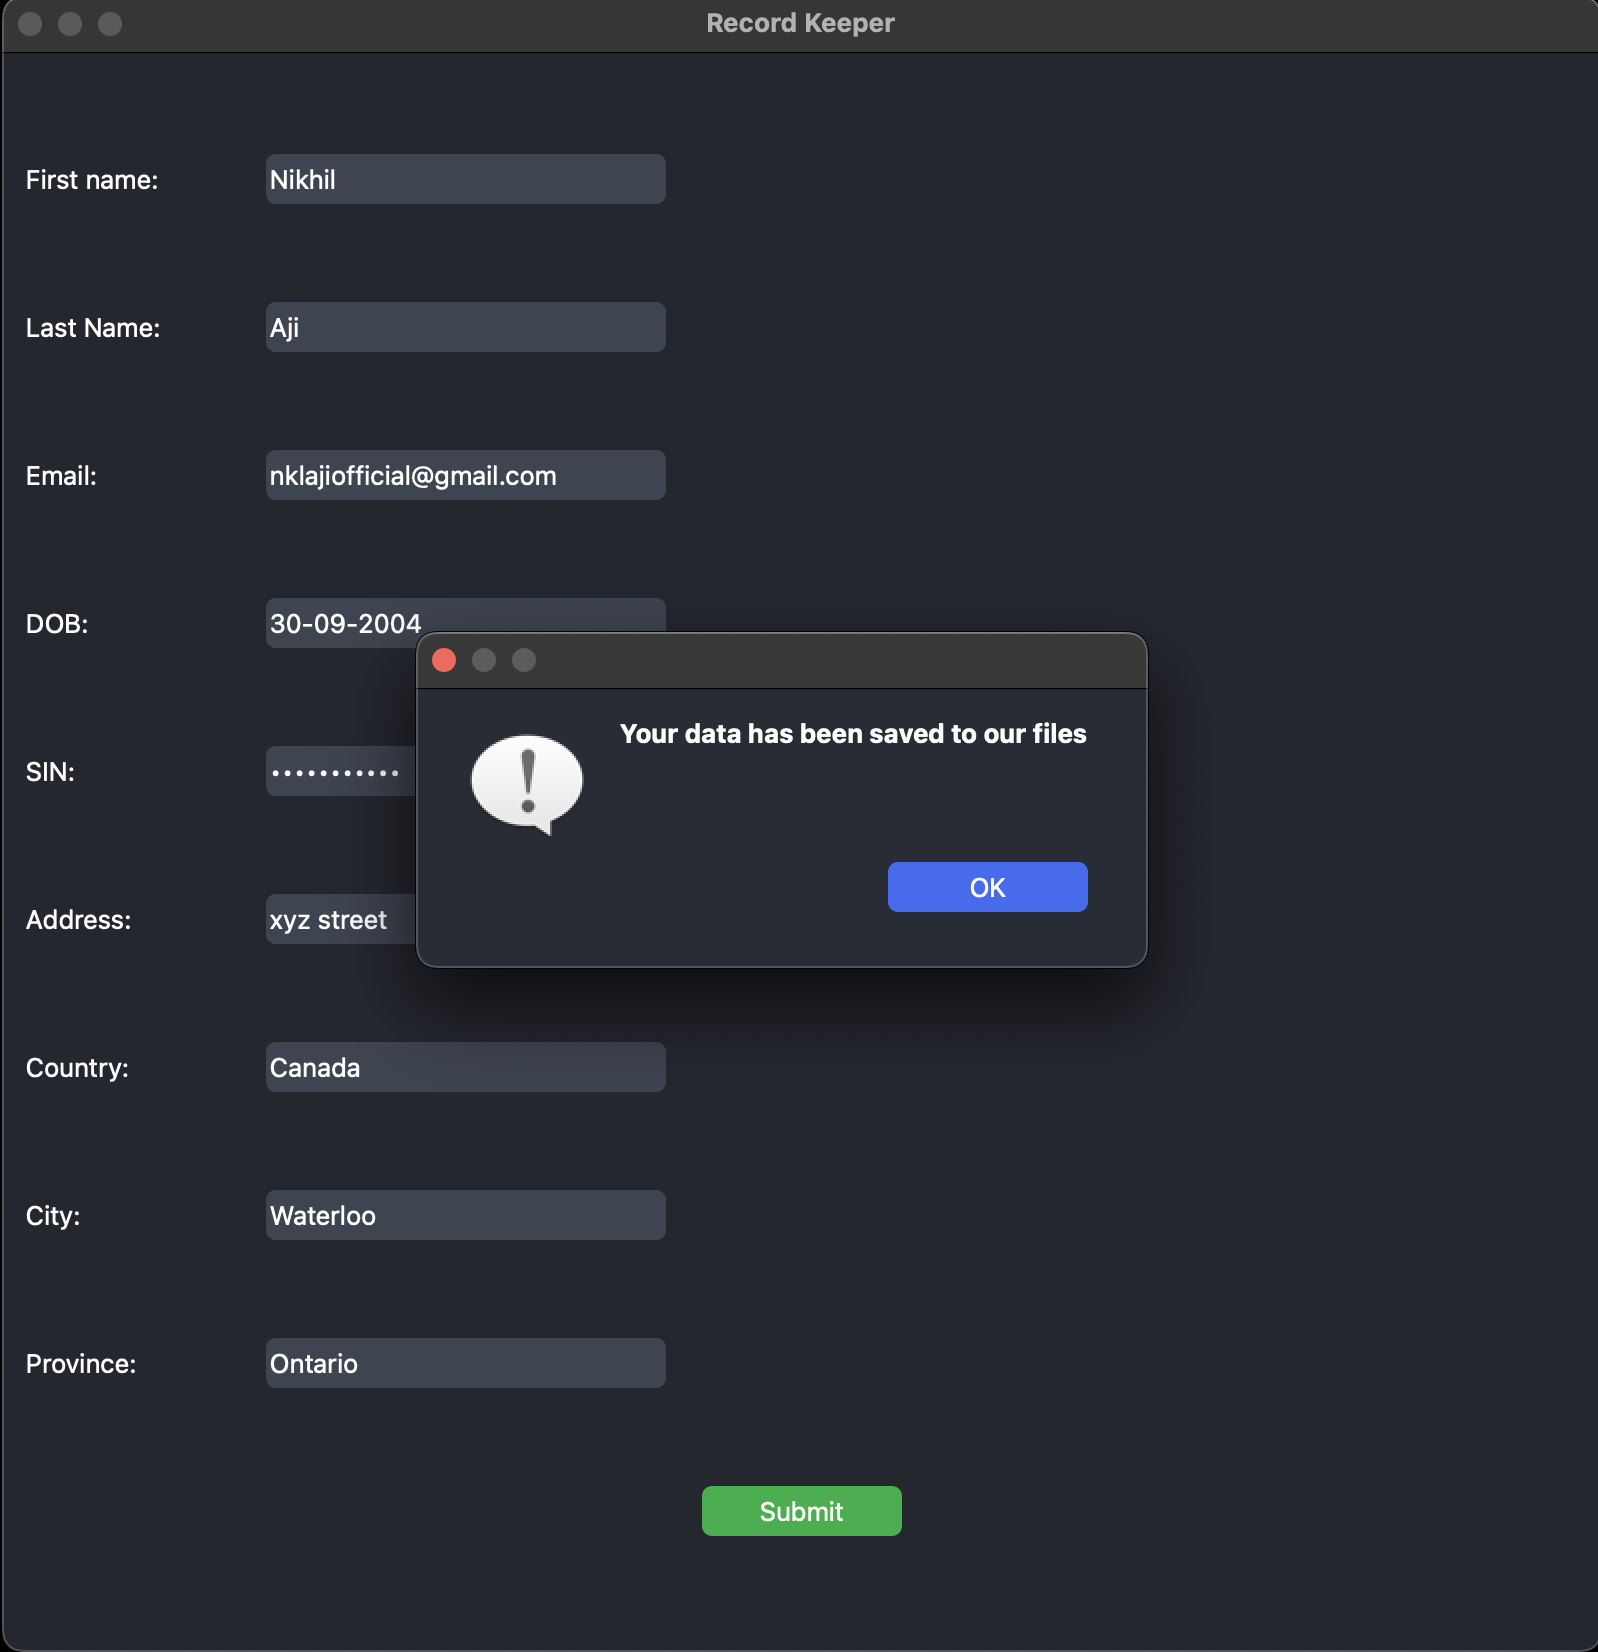 Record Keeper
First name: Nikhil
Last Name: Aji
Email: nklajiofficial@gmail.com
DOB: 30-09-2004
Your data has been saved to our files
SIN: •••••••••••
OK
Address: xyz street
Country: Canada
City: Waterloo
Province: Ontario
Submit